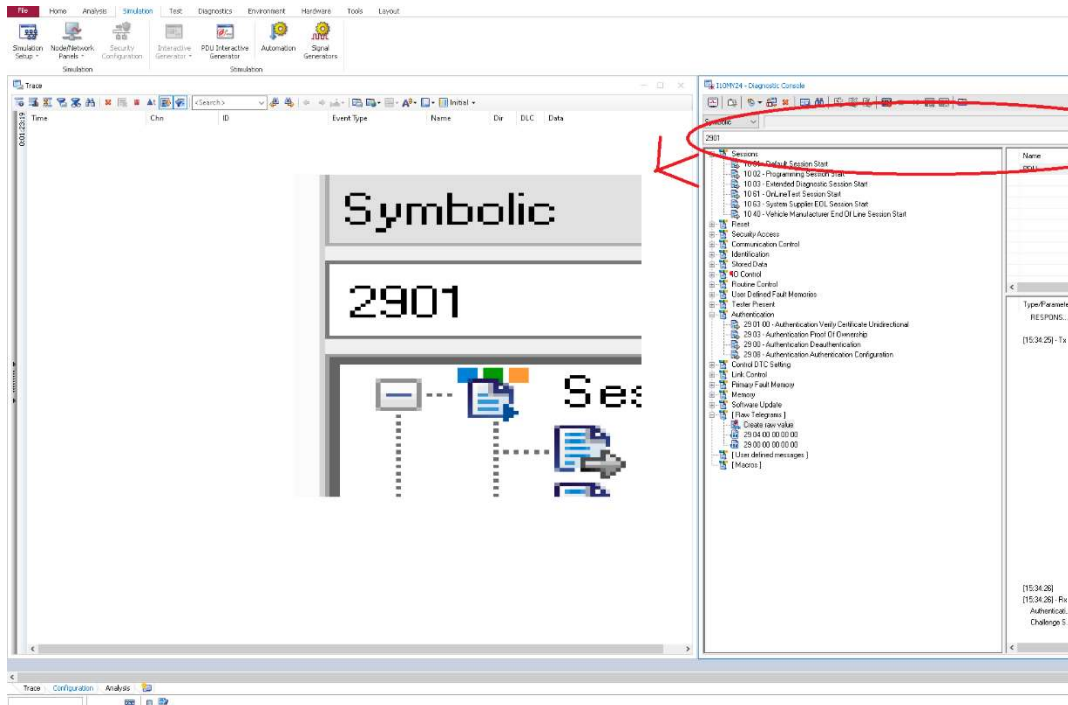 File Home Analysis Simulation Test Diagnostics Environment Hardware Tools Layout
Simulation Setup Node/Network Panels Security Configuration Interactive Generator PDU Interactive Generator Automation Signal Generators
Simulation Stimulation
Trace
<Search> Initial
Time Chn ID Event Type Name Dir DLC Data
0:01:23:19
Symbolic
2901
Ses
I10MY24 - Diagnostic Console
Symbolic
2901
Sessions
10 01 - Default Session Start
10 02 - Programming Session Start
10 03 - Extended Diagnostic Session Start
10 61 - OnLineTest Session Start
10 63 - System Supplier EOL Session Start
10 40 - Vehicle Manufacturer End Of Line Session Start
Reset
Security Access
Communication Control
Identification
Stored Data
IO Control
Routine Control
User Defined Fault Memories
Tester Present
Authentication
29 01 00 - Authentication Verify Certificate Unidirectional
29 03 - Authentication Proof Of Ownership
29 00 - Authentication Deauthentication
29 08 - Authentication Authentication Configuration
Control DTC Setting
Link Control
Primary Fault Memory
Memory
Software Update
[ Raw Telegrams ]
Create raw value
29 04 00 00 00 00
29 00 00 00 00 00
[ User defined messages ]
[ Macros ]
Name
PDU
Type/Paramete
RESPONS...
[15:34:25] - Tx
[15:34:26]
[15:34:26] - Rx
Authenticati...
Challenge S...
Trace Configuration Analysis